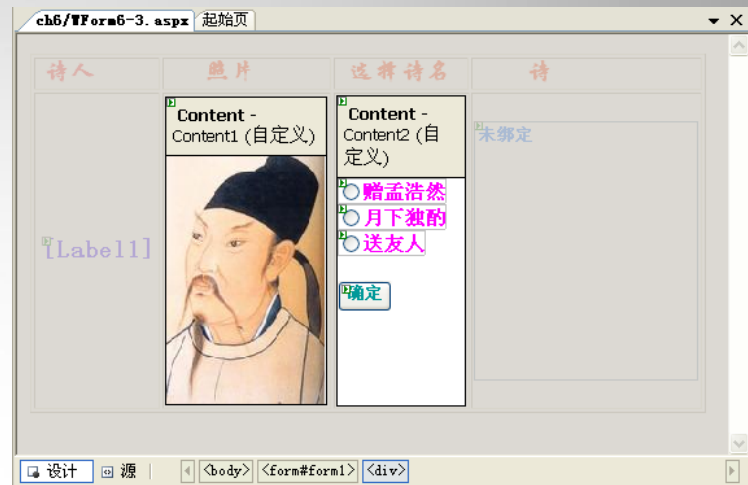 ch6/WForm6-3.aspx 起始页
诗人 照片 选择诗名 诗
Content -
Content1 (自定义)
Content -
Content2 (自
定义)
未绑定
赠孟浩然
月下独酌
送友人
[Label1]
确定
设计 源 <body> <form#form1> <div>